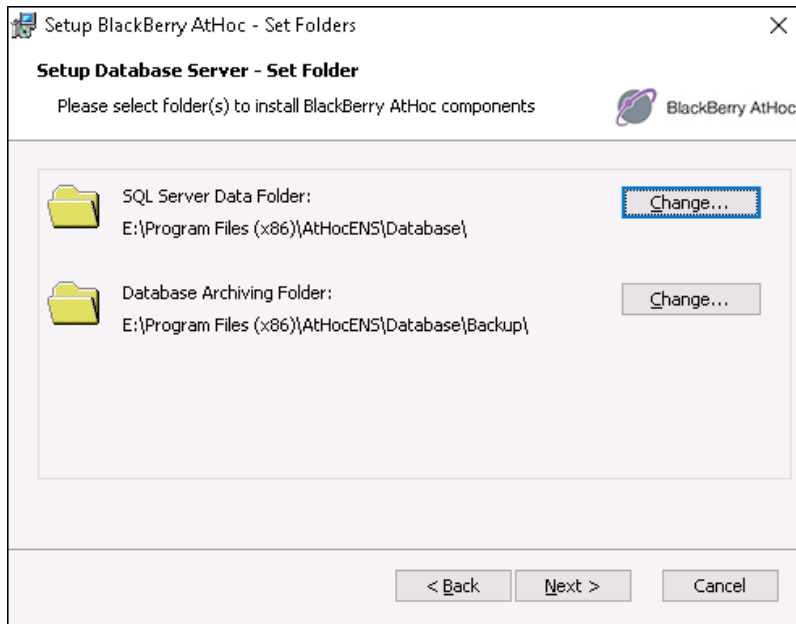 Setup BlackBerry AtHoc - Set Folders
Setup Database Server - Set Folder
Please select folder(s) to install BlackBerry AtHoc components
BlackBerry AtHoc
SQL Server Data Folder:
Change...
E:\Program Files (x86)\AtHocENS\Database\
Database Archiving Folder:
Change...
E:\Program Files (x86)\AtHocENS\Database\Backup\
< Back
Next >
Cancel